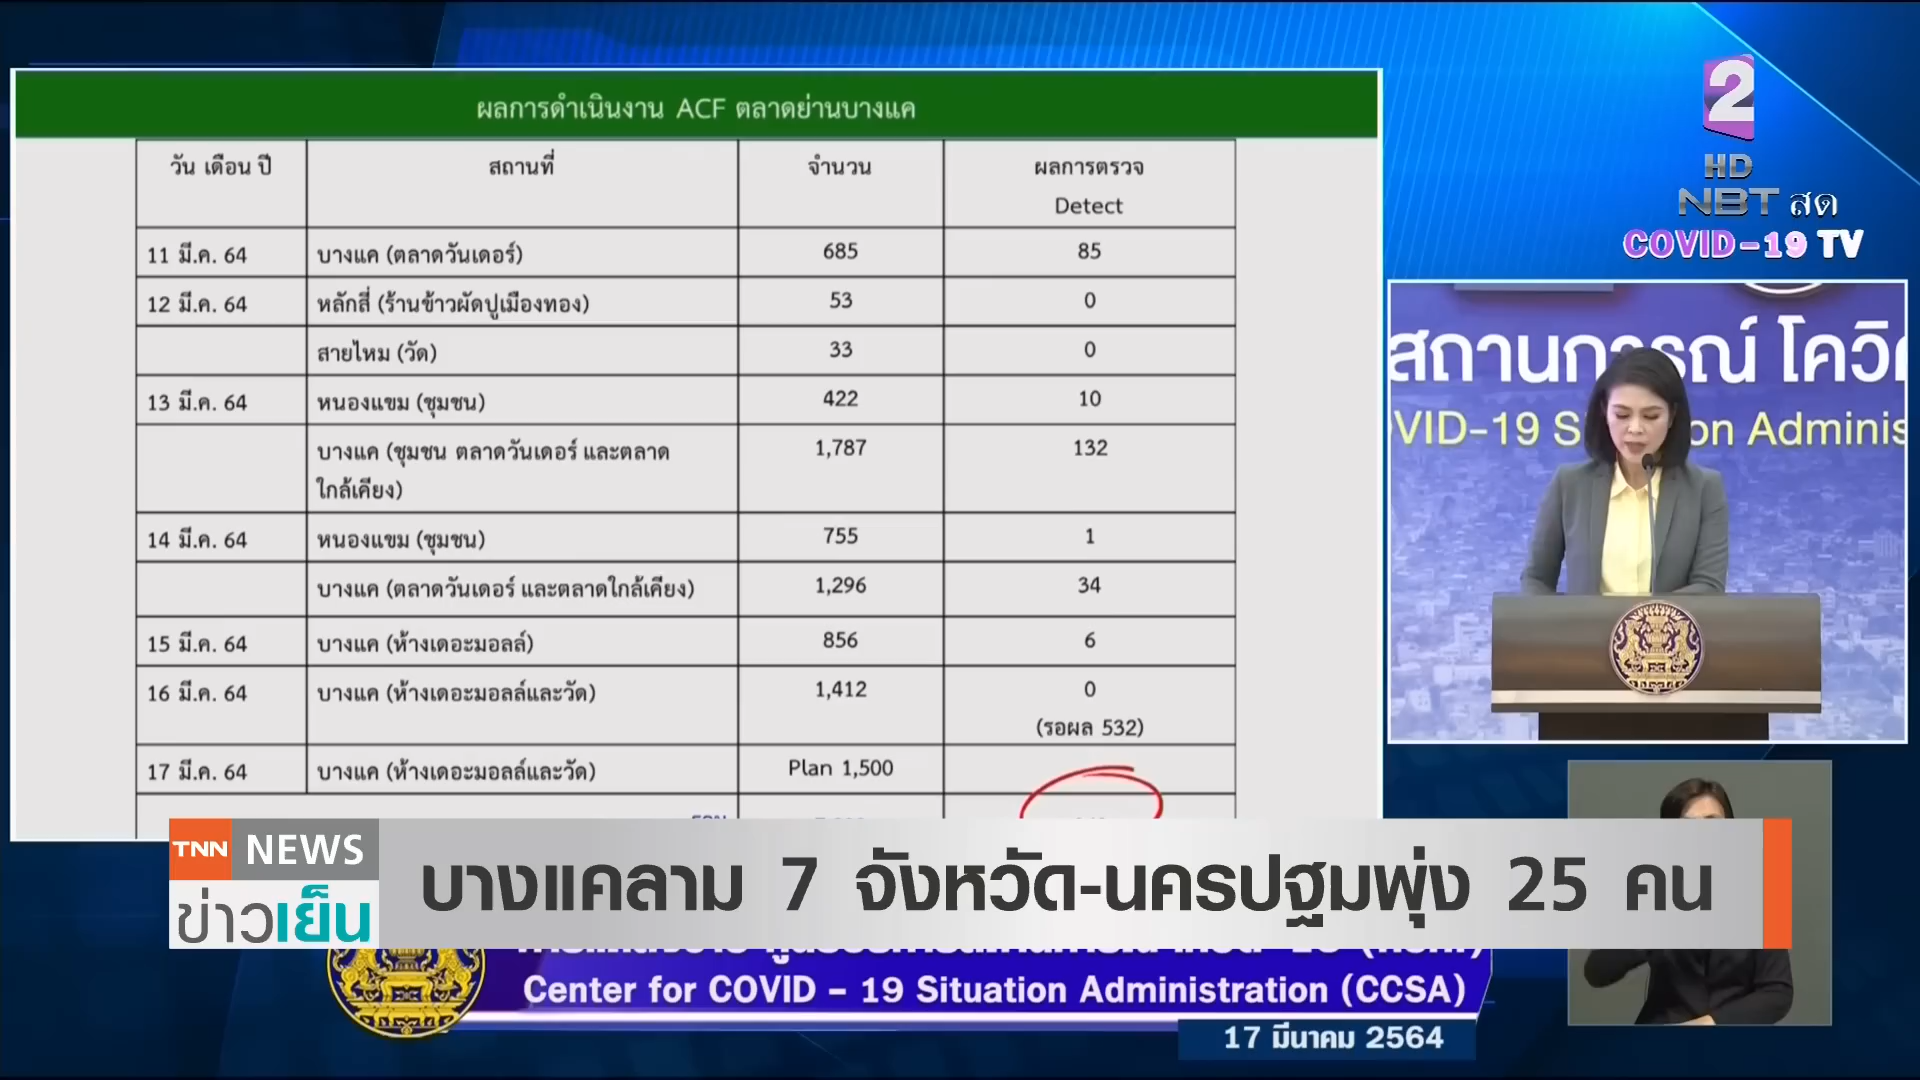 ผลการดำเนินงาน ACF ตลาดย่านบางแค
วัน เดือน ปี สถานที่ จำนวน ผลการตรวจ
Detect
11 มี.ค. 64 บางแค (ตลาดวันเดอร์) 685 85
12 มี.ค. 64 หลักสี่ (ร้านข้าวผัดปูเมืองทอง) 53 0
สายไหม (วัด) 33 0
13 มี.ค. 64 หนองแขม (ชุมชน) 422 10
บางแค (ชุมชน ตลาดวันเดอร์ และตลาด 1,787 132
ใกล้เคียง)
14 มี.ค. 64 หนองแขม (ชุมชน) 755 1
บางแค (ตลาดวันเดอร์ และตลาดใกล้เคียง) 1,296 34
15 มี.ค. 64 บางแค (ห้างเดอะมอลล์) 856 6
16 มี.ค. 64 บางแค (ห้างเดอะมอลล์และวัด) 1,412 0
(รอผล 532)
17 มี.ค. 64 บางแค (ห้างเดอะมอลล์และวัด) Plan 1,500
2
HD
NBT สด
COVID-19 TV
สถานการณ์ โควิ
OVID-19 S on Adminis
TNN NEWS
ข่าวเย็น
บางแคลาม 7 จังหวัด-นครปฐมพุ่ง 25 คน
Center for COVID – 19 Situation Administration (CCSA)
17 มีนาคม 2564